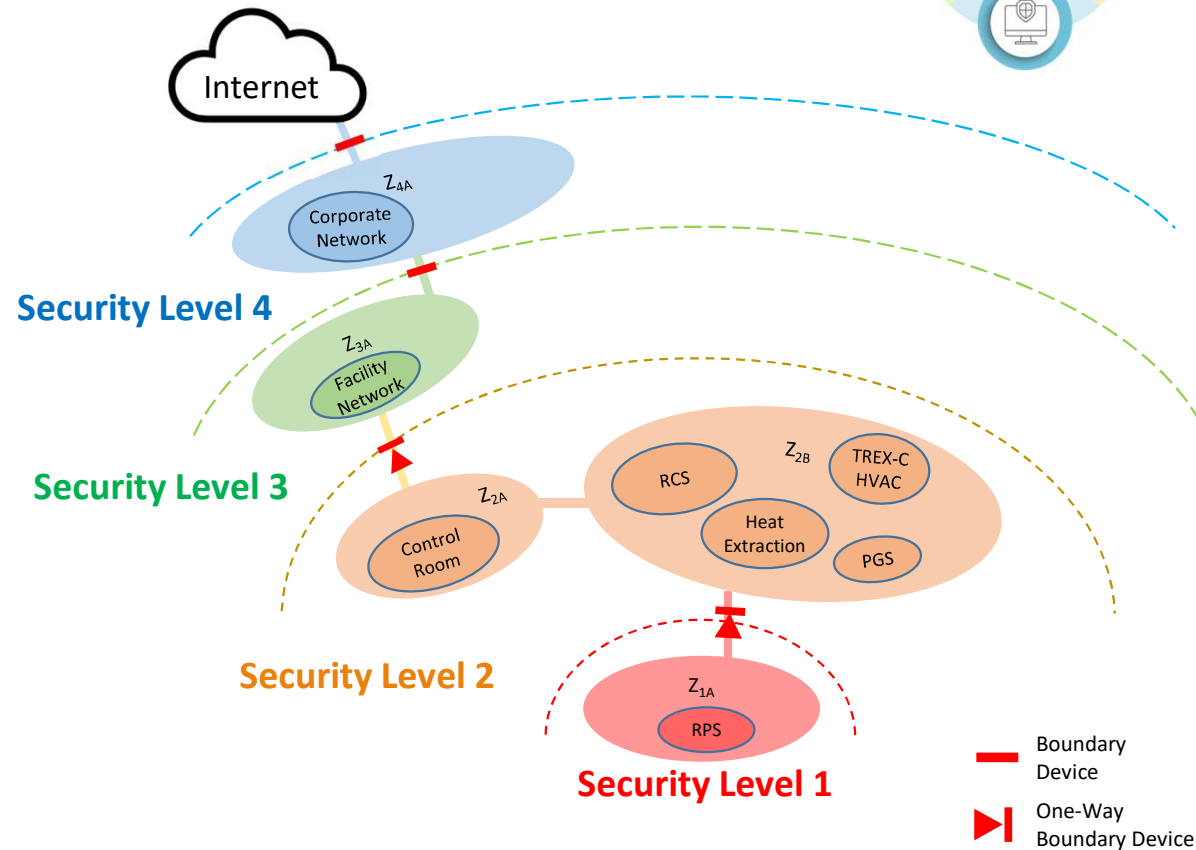 Internet
Z4A
Corporate
Network
Security Level 4
Z3A
Facility
Network
Security Level 3
Z2A
Control
Room
Z2B
RCS
TREX-C
HVAC
Heat
Extraction
PGS
Security Level 2
Z1A
RPS
Security Level 1
Boundary
Device
One-Way
Boundary Device